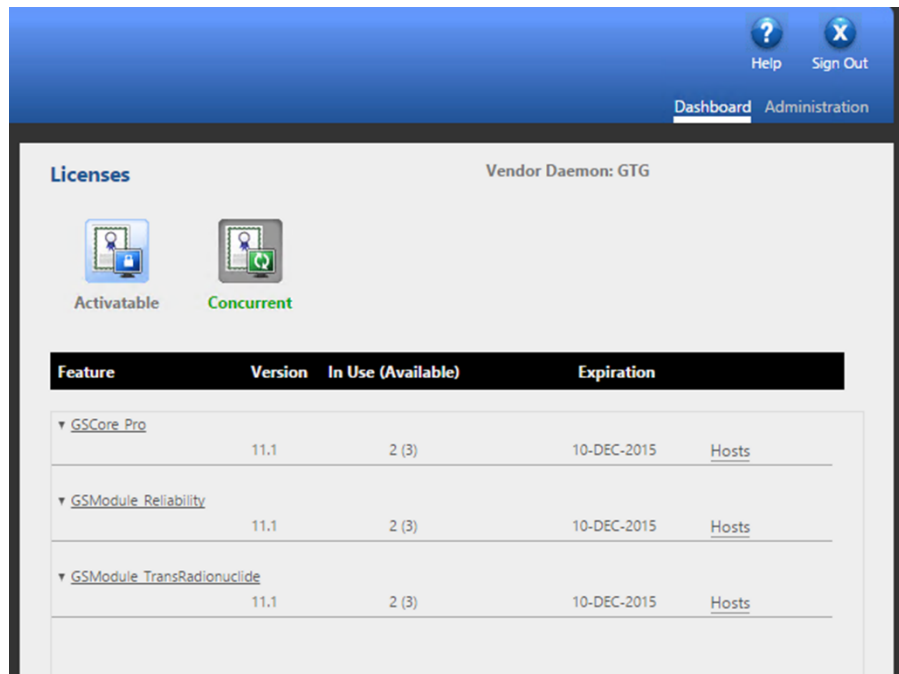 Help Sign Out
Dashboard Administration
Licenses Vendor Daemon: GTG
Activatable Concurrent
Feature Version In Use (Available) Expiration
GSCore_Pro
11.1 2 (3) 10-DEC-2015 Hosts
GSModule_Reliability
11.1 2 (3) 10-DEC-2015 Hosts
GSModule_TransRadionuclide
11.1 2 (3) 10-DEC-2015 Hosts